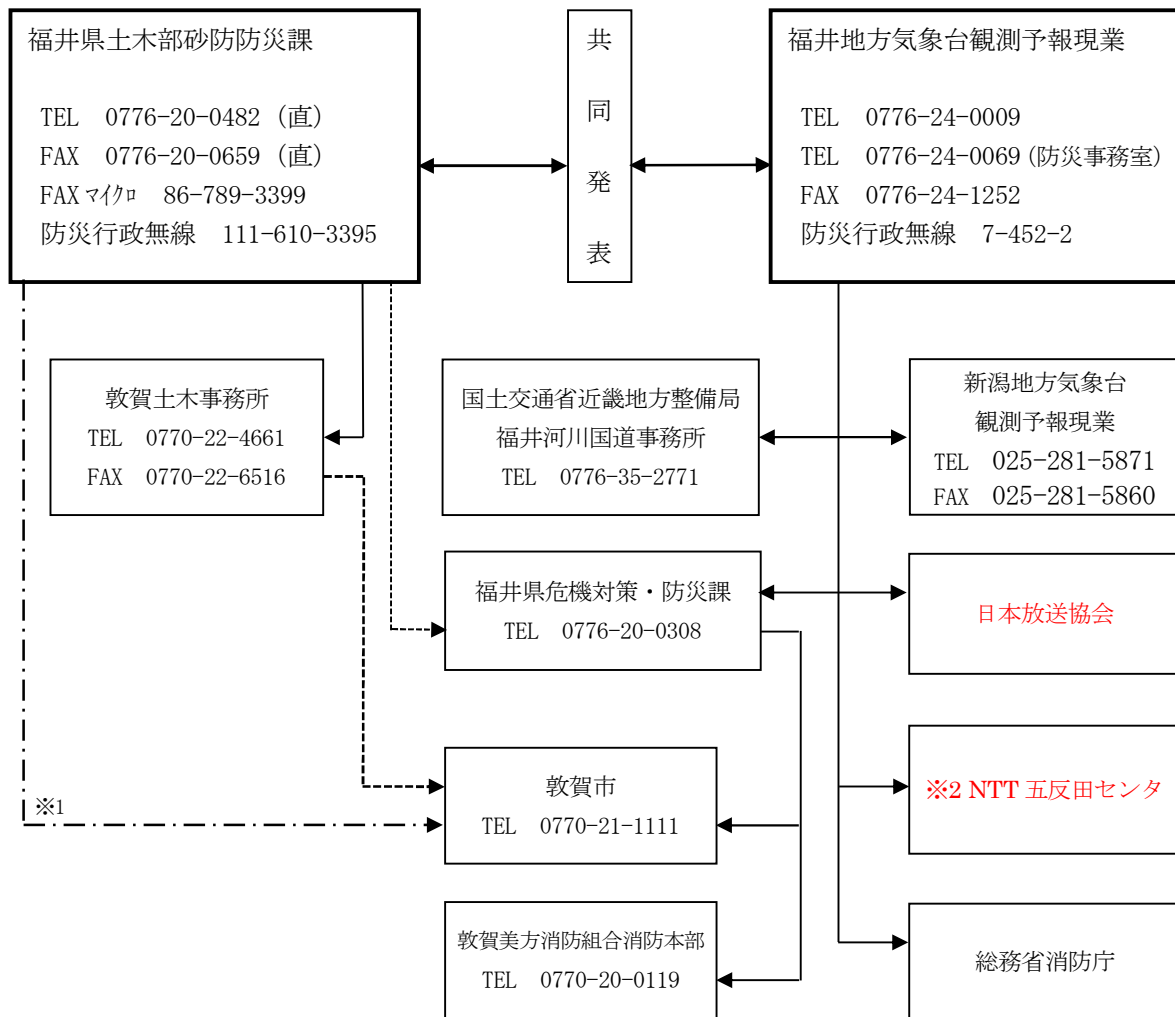 福井県土木部砂防防災課
TEL 0776-20-0482 (直)
FAX 0776-20-0659 (直)
FAX マイクロ 86-789-3399
防災行政無線 111-610-3395
共
同
発
表
福井地方気象台観測予報現業
TEL 0776-24-0009
TEL 0776-24-0069 (防災事務室)
FAX 0776-24-1252
防災行政無線 7-452-2
敦賀土木事務所
TEL 0770-22-4661
FAX 0770-22-6516
国土交通省近畿地方整備局
福井河川国道事務所
TEL 0776-35-2771
新潟地方気象台
観測予報現業
TEL 025-281-5871
FAX 025-281-5860
福井県危機対策・防災課
TEL 0776-20-0308
日本放送協会
※1
敦賀市
TEL 0770-21-1111
※2 NTT 五反田センタ
敦賀美方消防組合消防本部
TEL 0770-20-0119
総務省消防庁